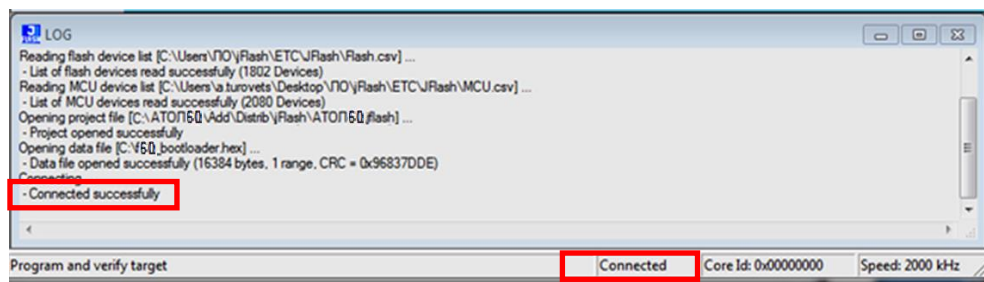 LOG
Reading flash device list [C:\Users\ПО\jFlash\ETC\JFlash\Flash.csv] ...
- List of flash devices read successfully (1802 Devices)
Reading MCU device list [C:\Users\a.turovets\Desktop\ПО\jFlash\ETC\JFlash\MCU.csv] ...
- List of MCU devices read successfully (2080 Devices)
Opening project file [C:\АТОЛ60\Add\Distrib\jFlash\АТОЛ60.jflash] ...
- Project opened successfully
Opening data file [C:\f60_bootloader.hex] ...
- Data file opened successfully (16384 bytes, 1 range, CRC = 0x96837DDE)
Connecting ...
- Connected successfully
Program and verify target
Connected
Core Id: 0x00000000
Speed: 2000 kHz